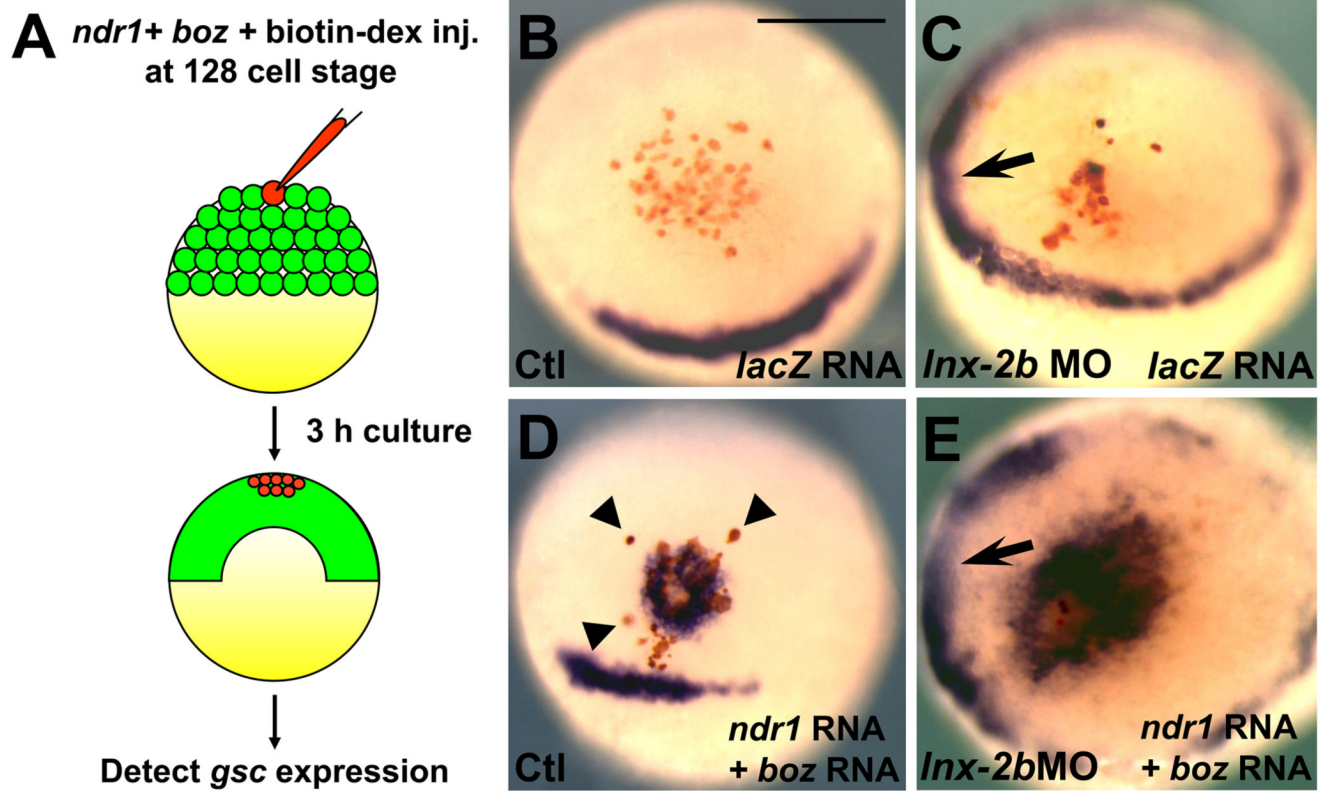 A
ndr1+ boz + biotin-dex inj.
at 128 cell stage
3 h culture
Detect gsc expression
B
Ctl
lacZ RNA
C
lnx-2b MO
lacZ RNA
D
Ctl
ndr1 RNA
+ boz RNA
E
lnx-2bMO
ndr1 RNA
+ boz RNA